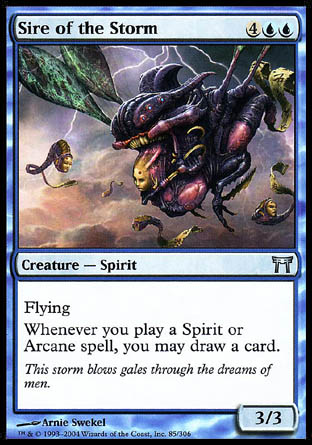 Sire of the Storm 4
Creature — Spirit
Flying
Whenever you play a Spirit or
Arcane spell, you may draw a card.
This storm blows gales through the dreams of
men.
Arnie Swekel
™ & © 1993–2004 Wizards of the Coast, Inc. 85/306
3/3